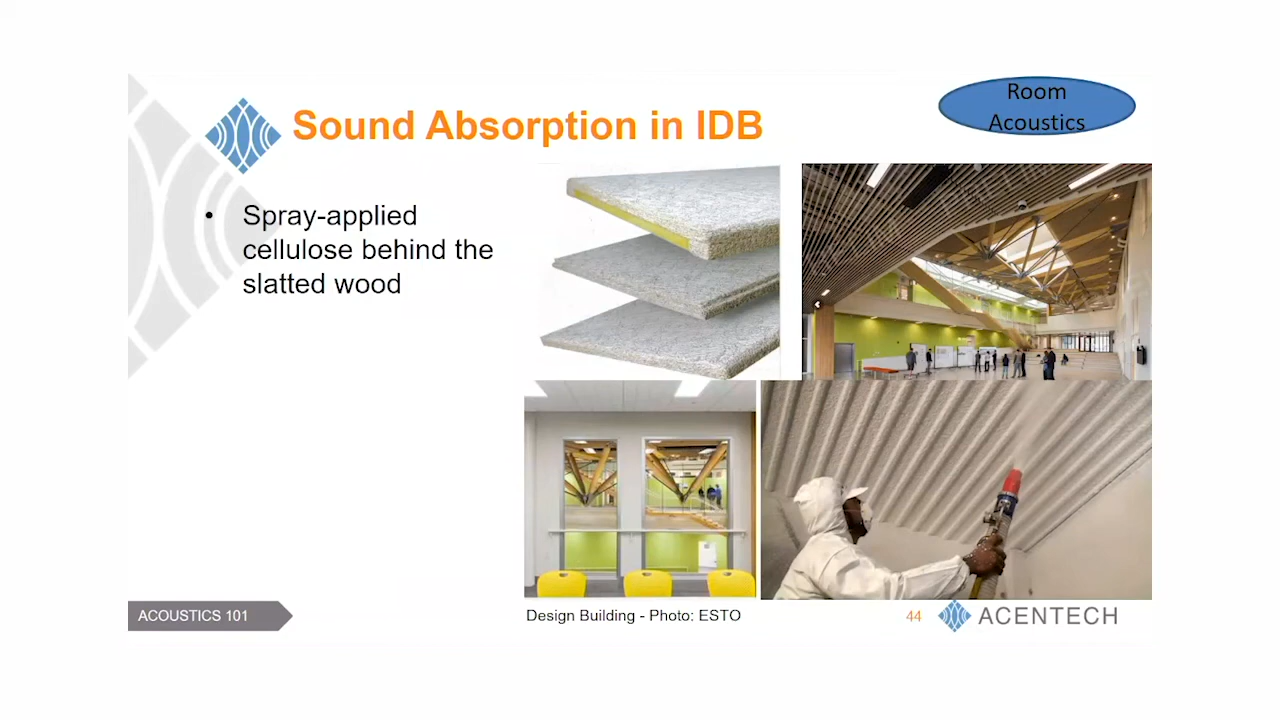 Room
Acoustics
Sound Absorption in IDB
• Spray-applied
cellulose behind the
slatted wood
ACOUSTICS 101
Design Building - Photo: ESTO
44
ACENTECH